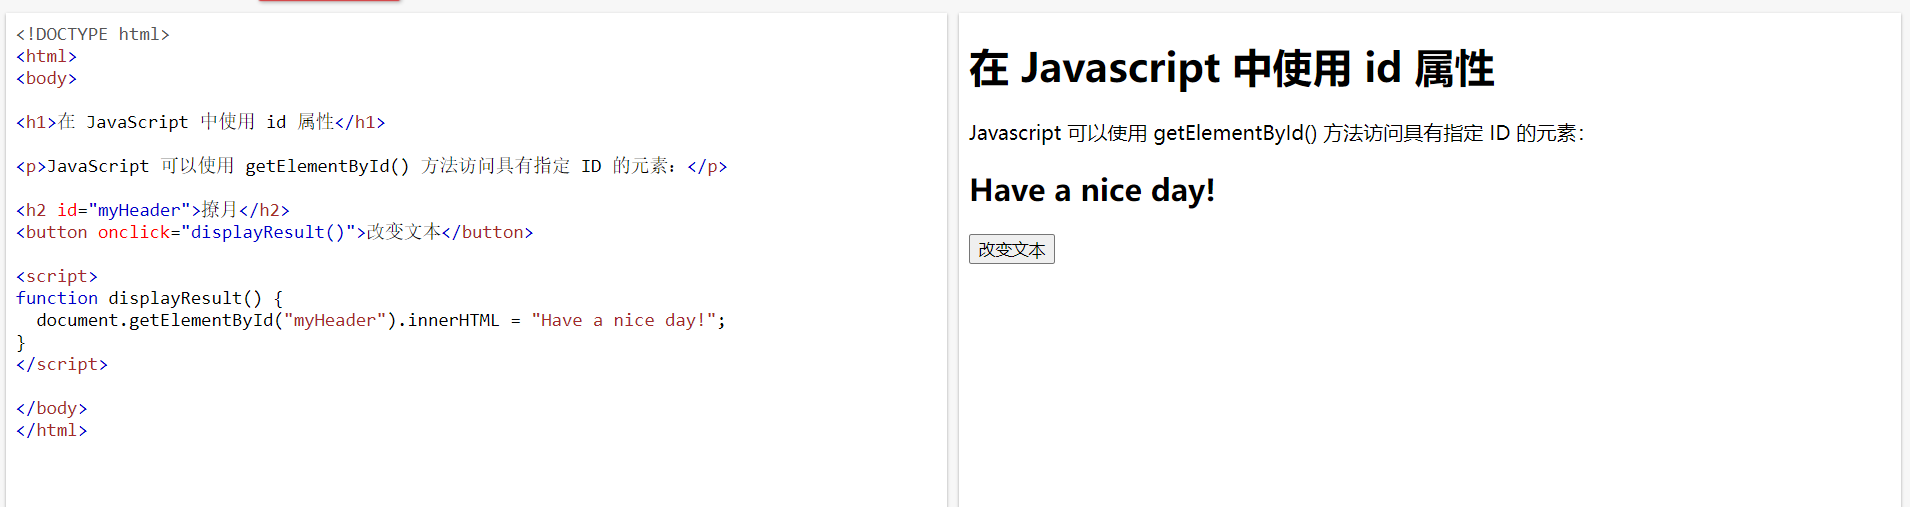 <!DOCTYPE html>
<html>
<body>
<h1>在 JavaScript 中使用 id 属性</h1>
<p>JavaScript 可以使用 getElementById() 方法访问具有指定 ID 的元素：</p>
<h2 id="myHeader">撩月</h2>
<button onclick="displayResult()">改变文本</button>
<script>
function displayResult() {
  document.getElementById("myHeader").innerHTML = "Have a nice day!";
}
</script>
</body>
</html>
在 Javascript 中使用 id 属性
Javascript 可以使用 getElementById() 方法访问具有指定 ID 的元素：
Have a nice day!
改变文本